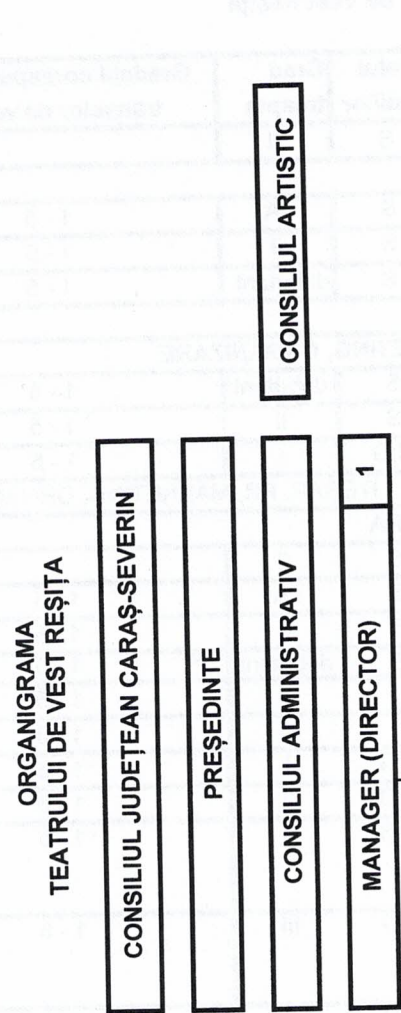 ORGANIGRAMA
TEATRULUI DE VEST REȘIȚA
CONSILIUL JUDEȚEAN CARAȘ-SEVERIN
PREȘEDINTE
CONSILIUL ADMINISTRATIV
CONSILIUL ARTISTIC
MANAGER (DIRECTOR) 1